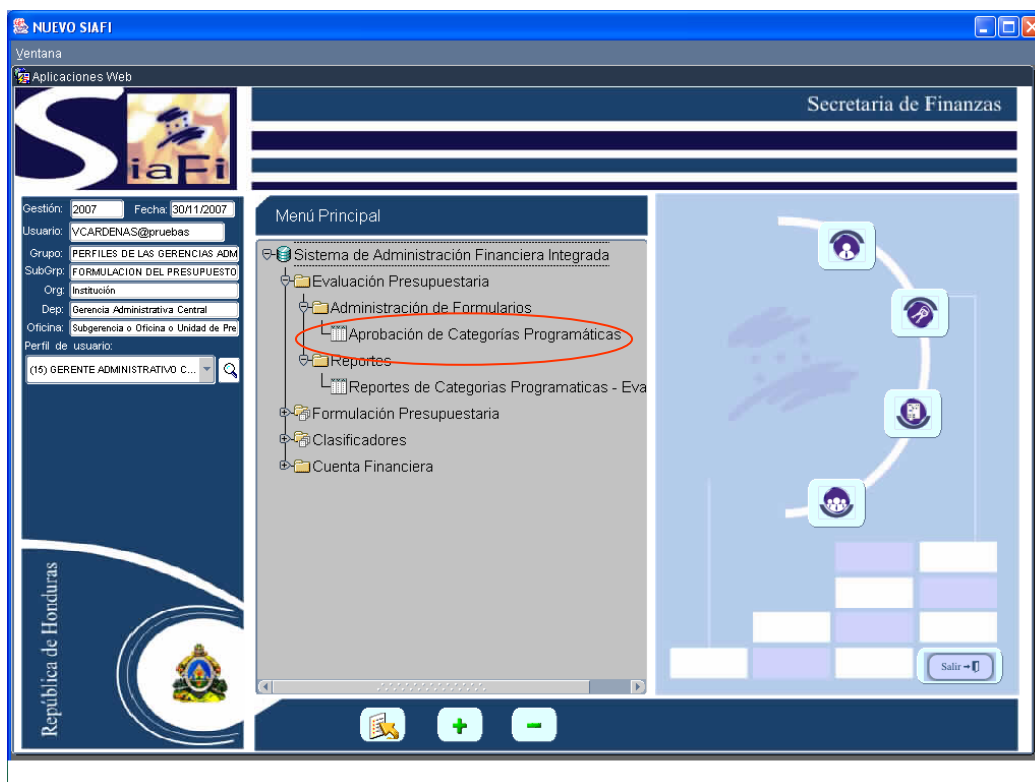 NUEVO SIAFI
Ventana
Aplicaciones Web
SiaFi
Secretaria de Finanzas
Gestión: 2007 Fecha: 30/11/2007
Usuario: VCARDENAS@pruebas
Grupo: PERFILES DE LAS GERENCIAS ADM
SubGrp: FORMULACION DEL PRESUPUESTO
Org: Institución
Dep: Gerencia Administrativa Central
Oficina: Subgerencia o Oficina o Unidad de Pre
Perfil de usuario:
(15) GERENTE ADMINISTRATIVO C...
Menú Principal
Sistema de Administración Financiera Integrada
Evaluación Presupuestaria
Administración de Formularios
Aprobación de Categorías Programáticas
Reportes
Reportes de Categorias Programaticas - Eva
Formulación Presupuestaria
Clasificadores
Cuenta Financiera
República de Honduras
Salir